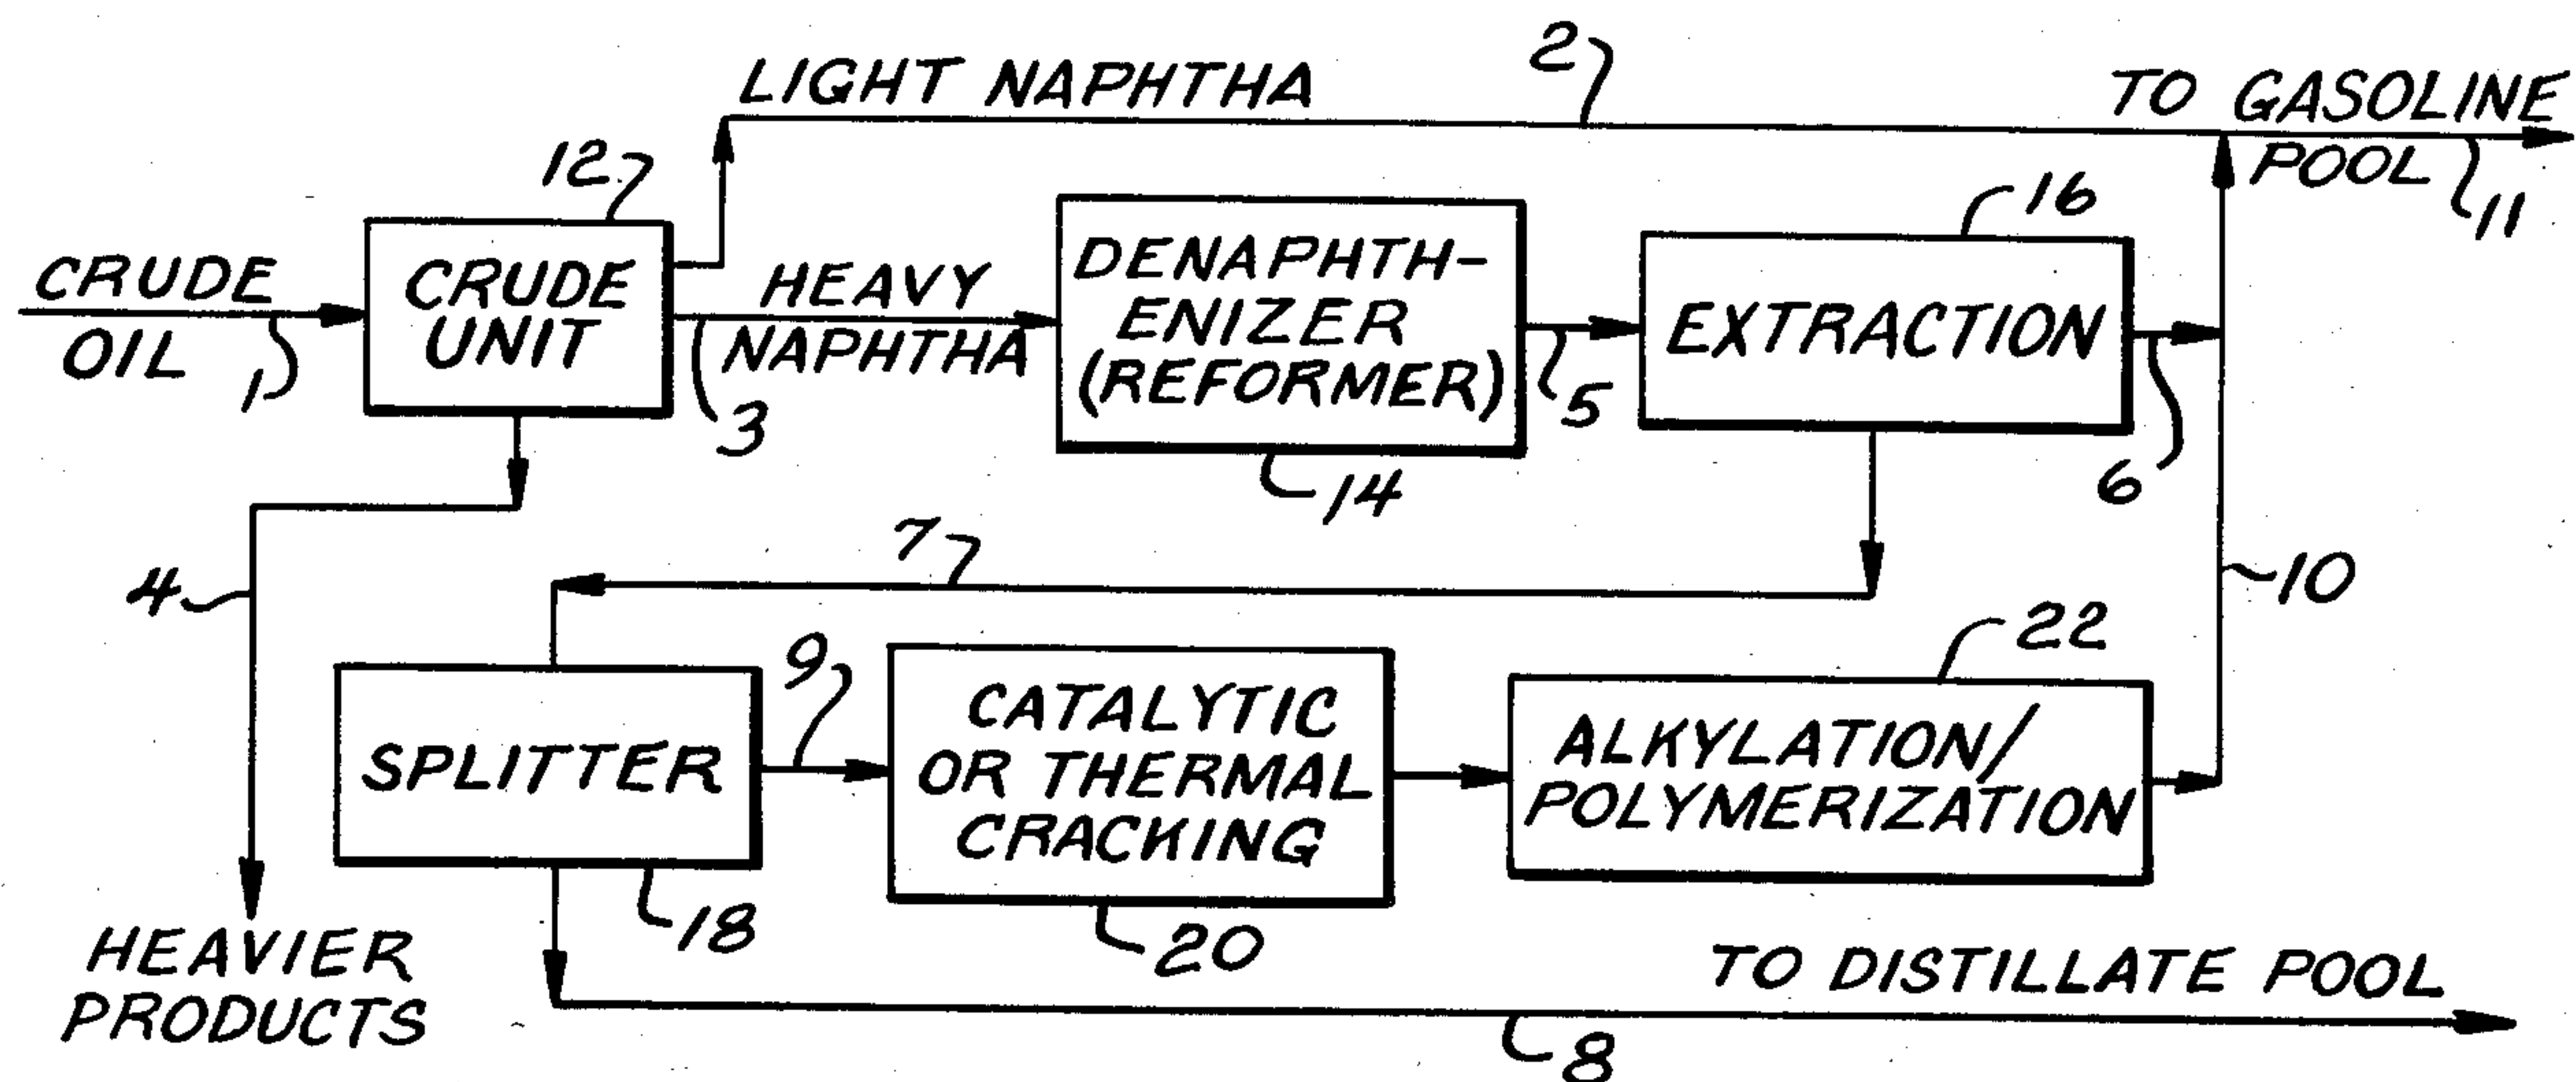 LIGHT NAPHTHA
2
TO GASOLINE
POOL
11
12
CRUDE
OIL
1
CRUDE
UNIT
HEAVY
NAPHTHA
3
DENAPHTH-
ENIZER
(REFORMER)
14
5
16
EXTRACTION
6
4
7
10
9
22
SPLITTER
18
CATALYTIC
OR THERMAL
CRACKING
20
ALKYLATION/
POLYMERIZATION
HEAVIER
PRODUCTS
TO DISTILLATE POOL
8